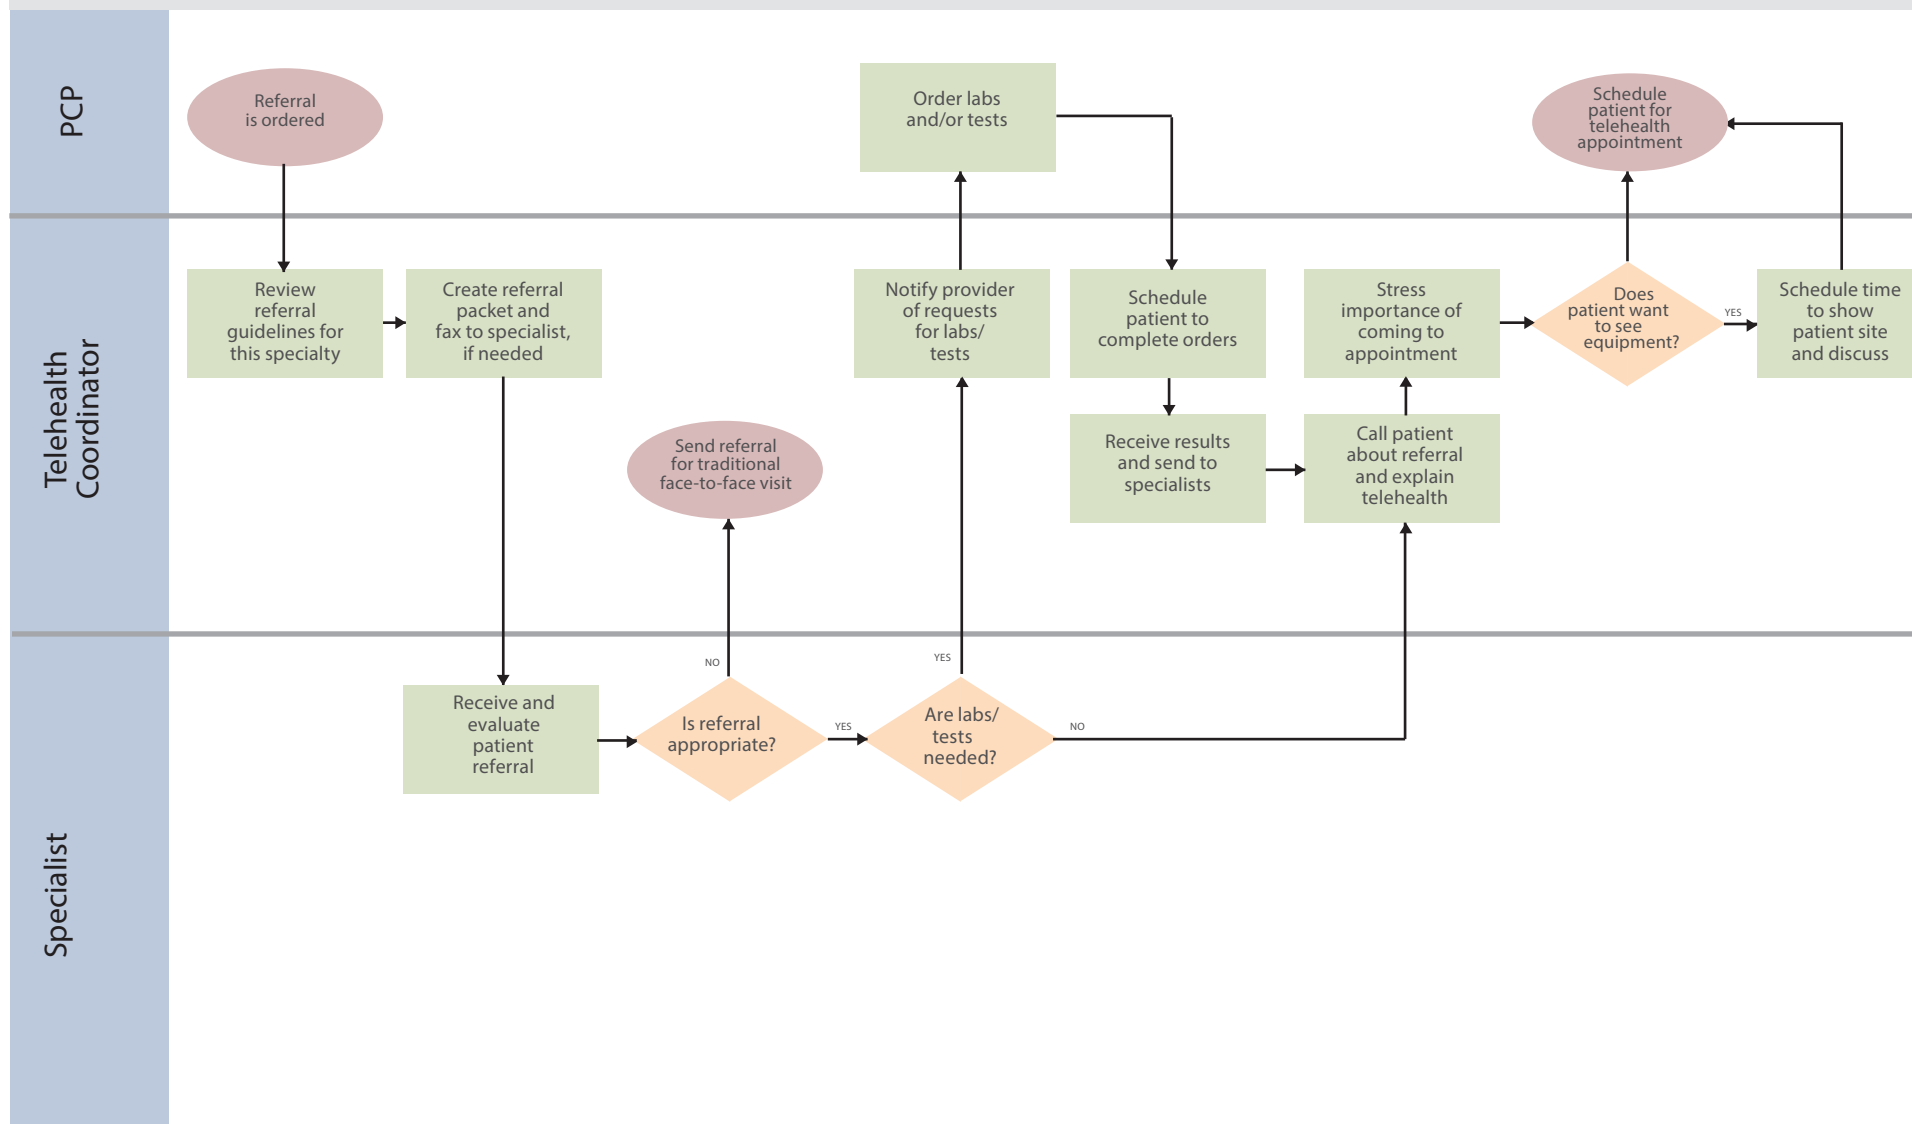 PCP
Referral
is ordered
Order labs
and/or tests
Schedule
patient for
telehealth
appointment
Telehealth
Coordinator
Review
referral
guidelines for
this specialty
Create referral
packet and
fax to specialist,
if needed
Notify provider
of requests
for labs/
tests
Schedule
patient to
complete orders
Stress
importance of
coming to
appointment
Does
patient want
to see
equipment?
YES
Schedule time
to show
patient site
and discuss
Send referral
for traditional
face-to-face visit
Receive results
and send to
specialists
Call patient
about referral
and explain
telehealth
Specialist
Receive and
evaluate
patient
referral
NO
Is referral
appropriate?
YES
YES
Are labs/
tests
needed?
NO